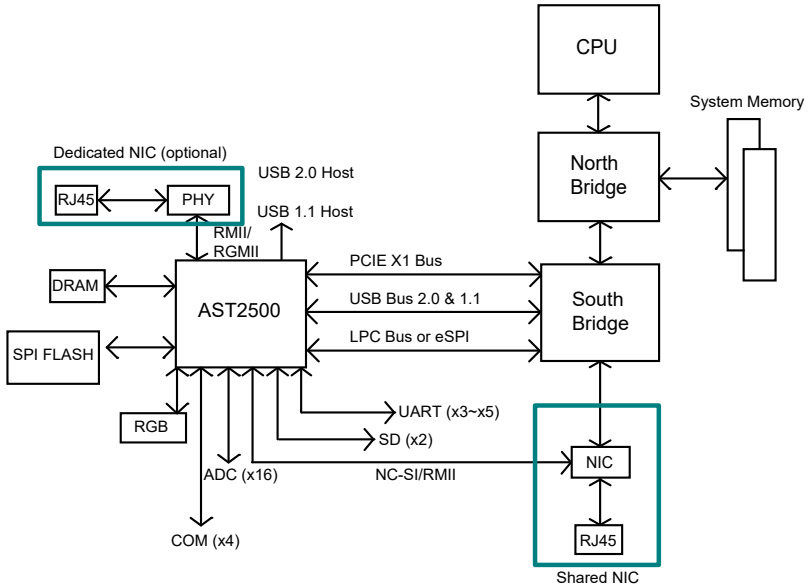 CPU
System Memory
North
Bridge
Dedicated NIC (optional)
USB 2.0 Host
RJ45
PHY
USB 1.1 Host
RMII/
RGMII
PCIE X1 Bus
DRAM
AST2500
USB Bus 2.0 & 1.1
South
Bridge
SPI FLASH
LPC Bus or eSPI
RGB
UART (x3~x5)
SD (x2)
ADC (x16)
NC-SI/RMII
NIC
COM (x4)
RJ45
Shared NIC